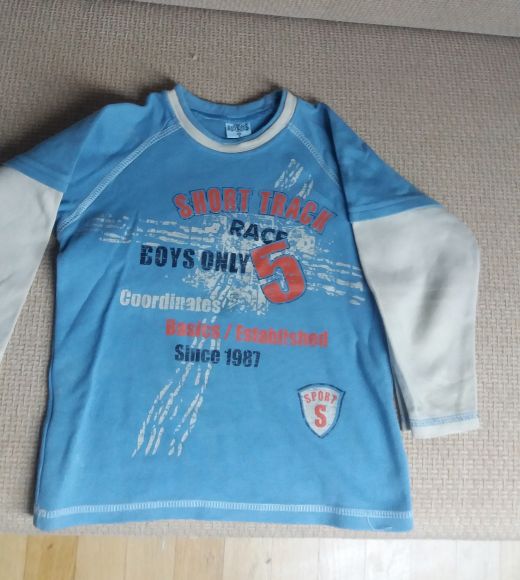 SHORT TRACK
RACE
BOYS ONLY 5
Coordinates
Basics / Established
Since 1987
SPORT
S